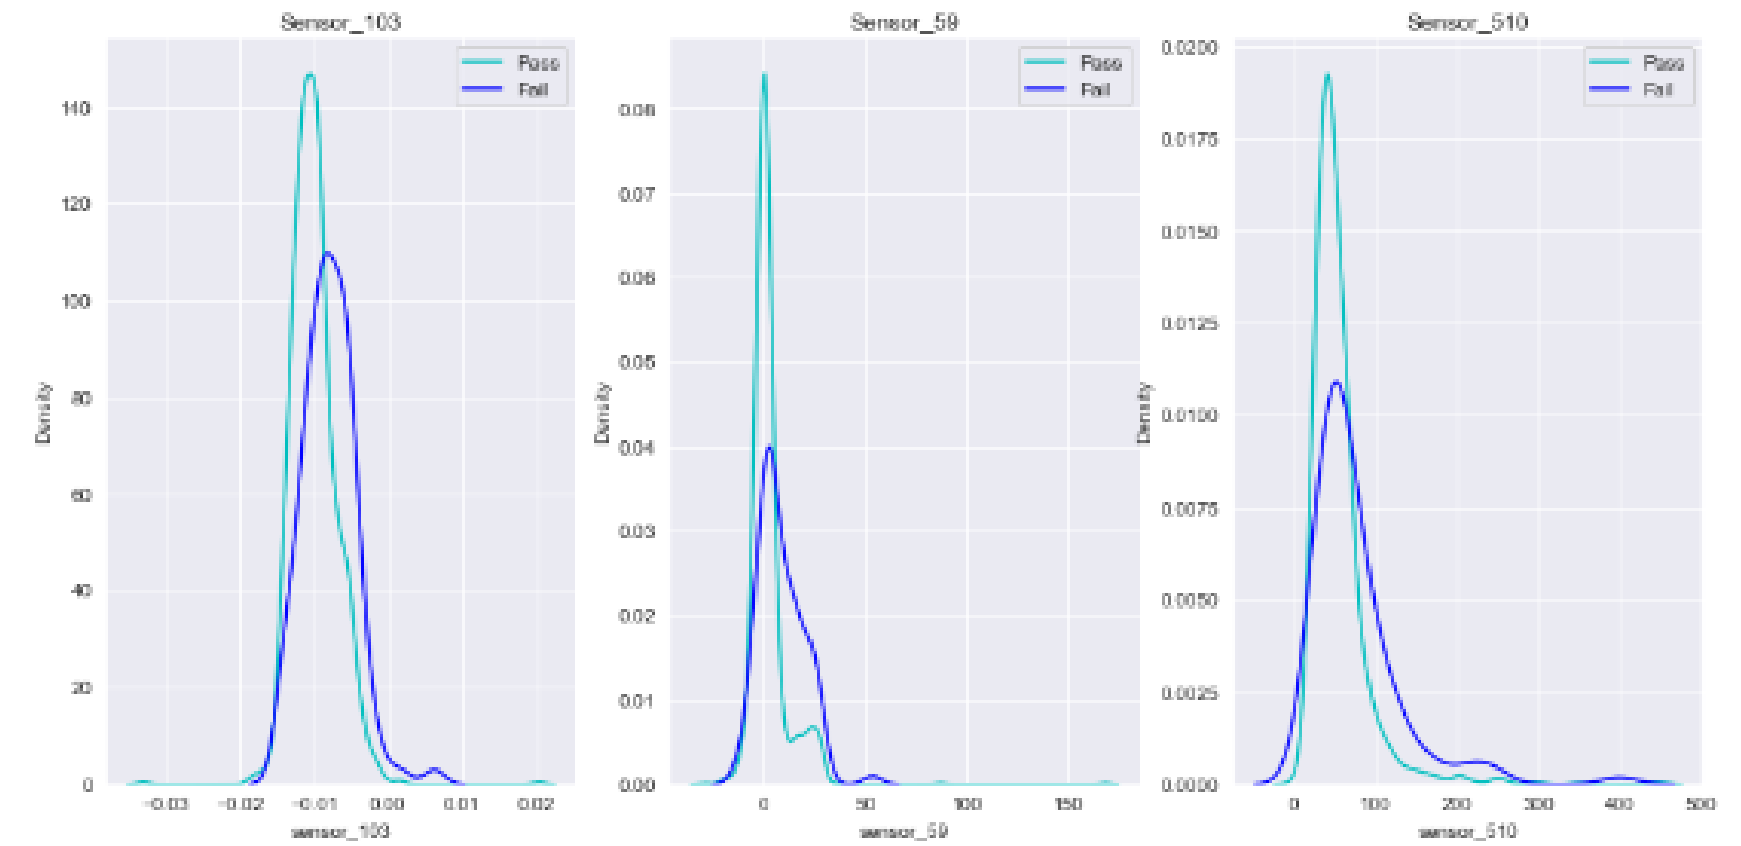 Sensor_103
Pass
Fail
140
120
100
80
60
40
20
0
Density
−0.03 −0.02 −0.01 0.00 0.01 0.02
sensor_103
Sensor_59
Pass
Fail
0.08
0.07
0.06
0.05
0.04
0.03
0.02
0.01
0.00
Density
0 50 100 150
sensor_59
Sensor_510
Pass
Fail
0.0200
0.0175
0.0150
0.0125
0.0100
0.0075
0.0050
0.0025
0.0000
Density
0 100 200 300 400 500
sensor_510